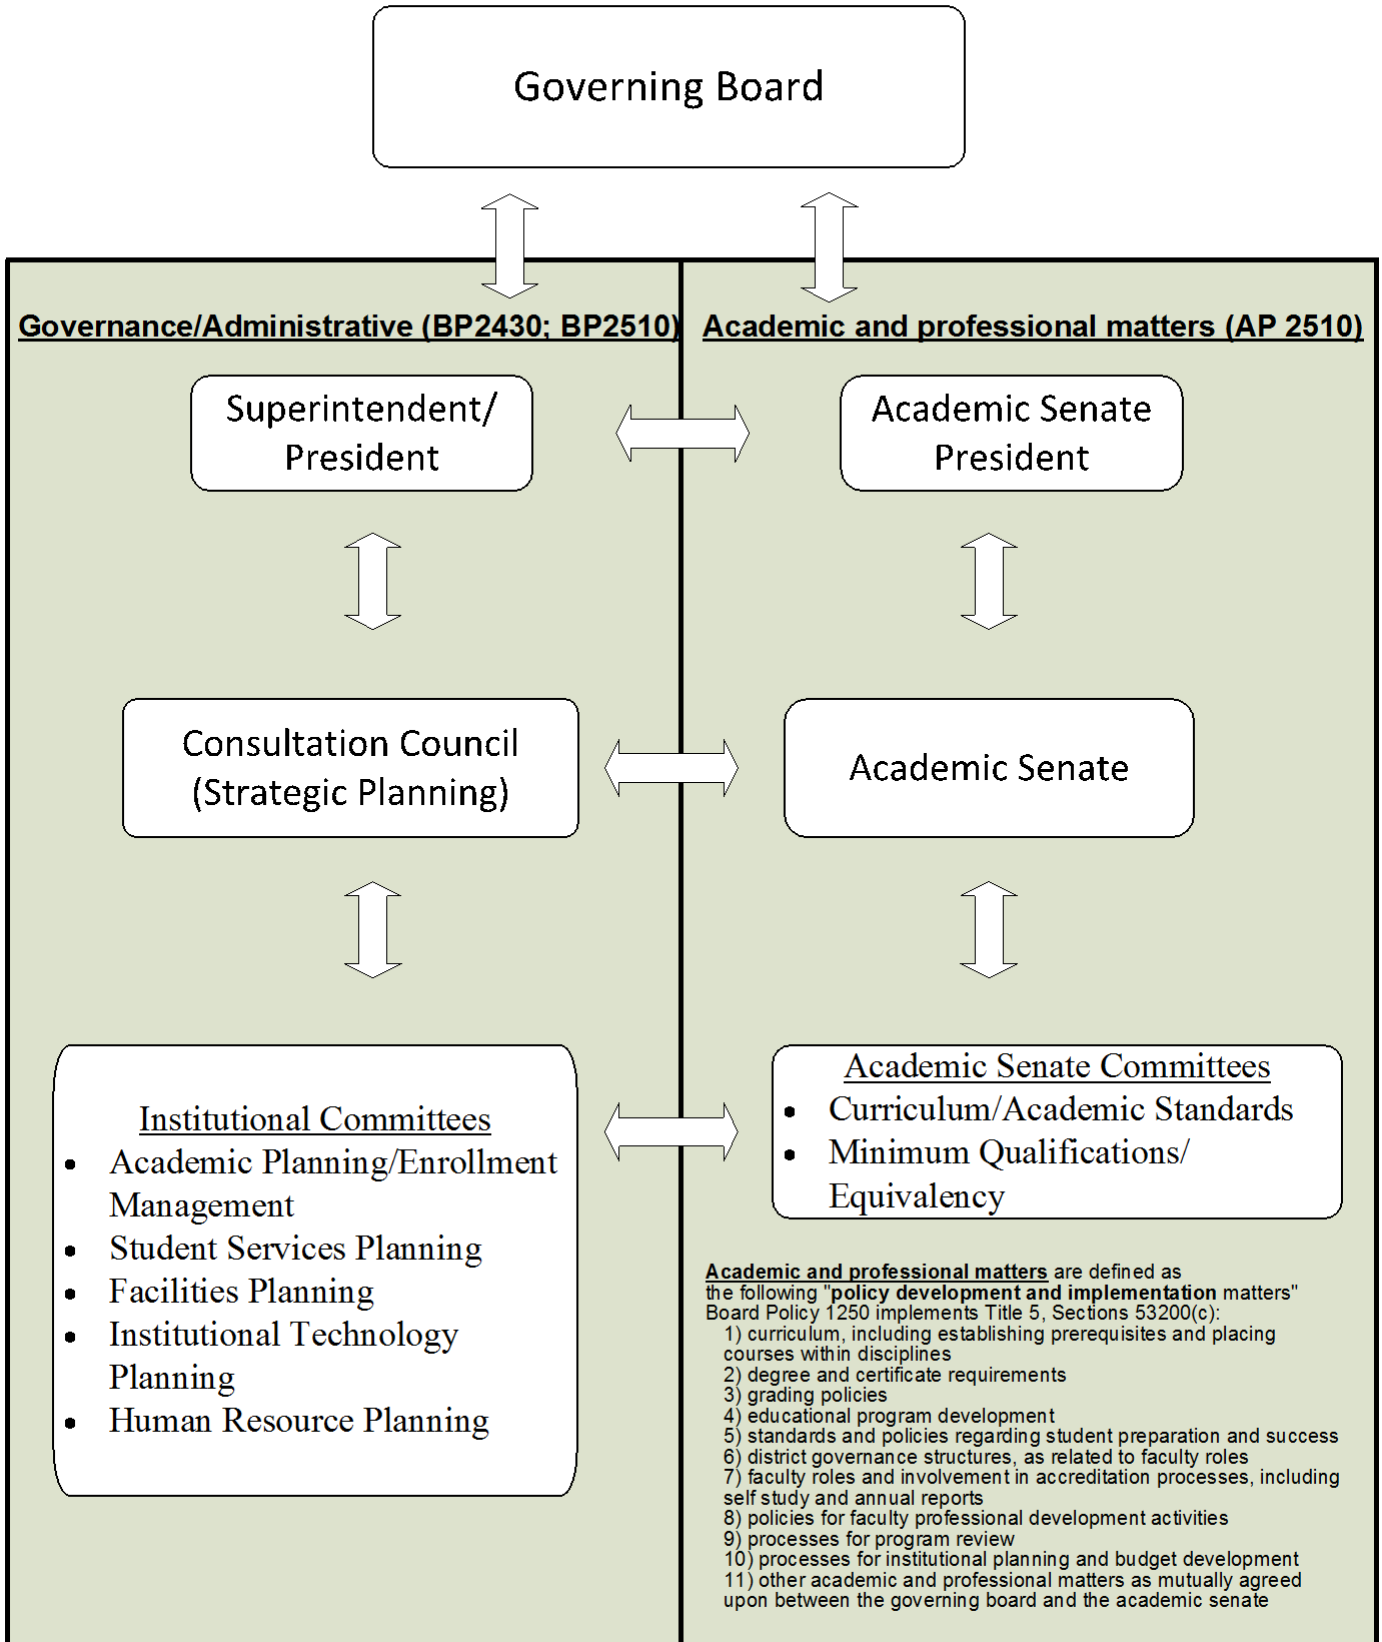 Governing Board
Governance/Administrative (BP2430; BP2510)
Superintendent/
President
Consultation Council
(Strategic Planning)
Institutional Committees
• Academic Planning/Enrollment
Management
• Student Services Planning
• Facilities Planning
• Institutional Technology
Planning
• Human Resource Planning
Academic and professional matters (AP 2510)
Academic Senate
President
Academic Senate
Academic Senate Committees
• Curriculum/Academic Standards
• Minimum Qualifications/
Equivalency
Academic and professional matters are defined as
the following "policy development and implementation matters"
Board Policy 1250 implements Title 5, Sections 53200(c):
1) curriculum, including establishing prerequisites and placing
courses within disciplines
2) degree and certificate requirements
3) grading policies
4) educational program development
5) standards and policies regarding student preparation and success
6) district governance structures, as related to faculty roles
7) faculty roles and involvement in accreditation processes, including
self study and annual reports
8) policies for faculty professional development activities
9) processes for program review
10) processes for institutional planning and budget development
11) other academic and professional matters as mutually agreed
upon between the governing board and the academic senate